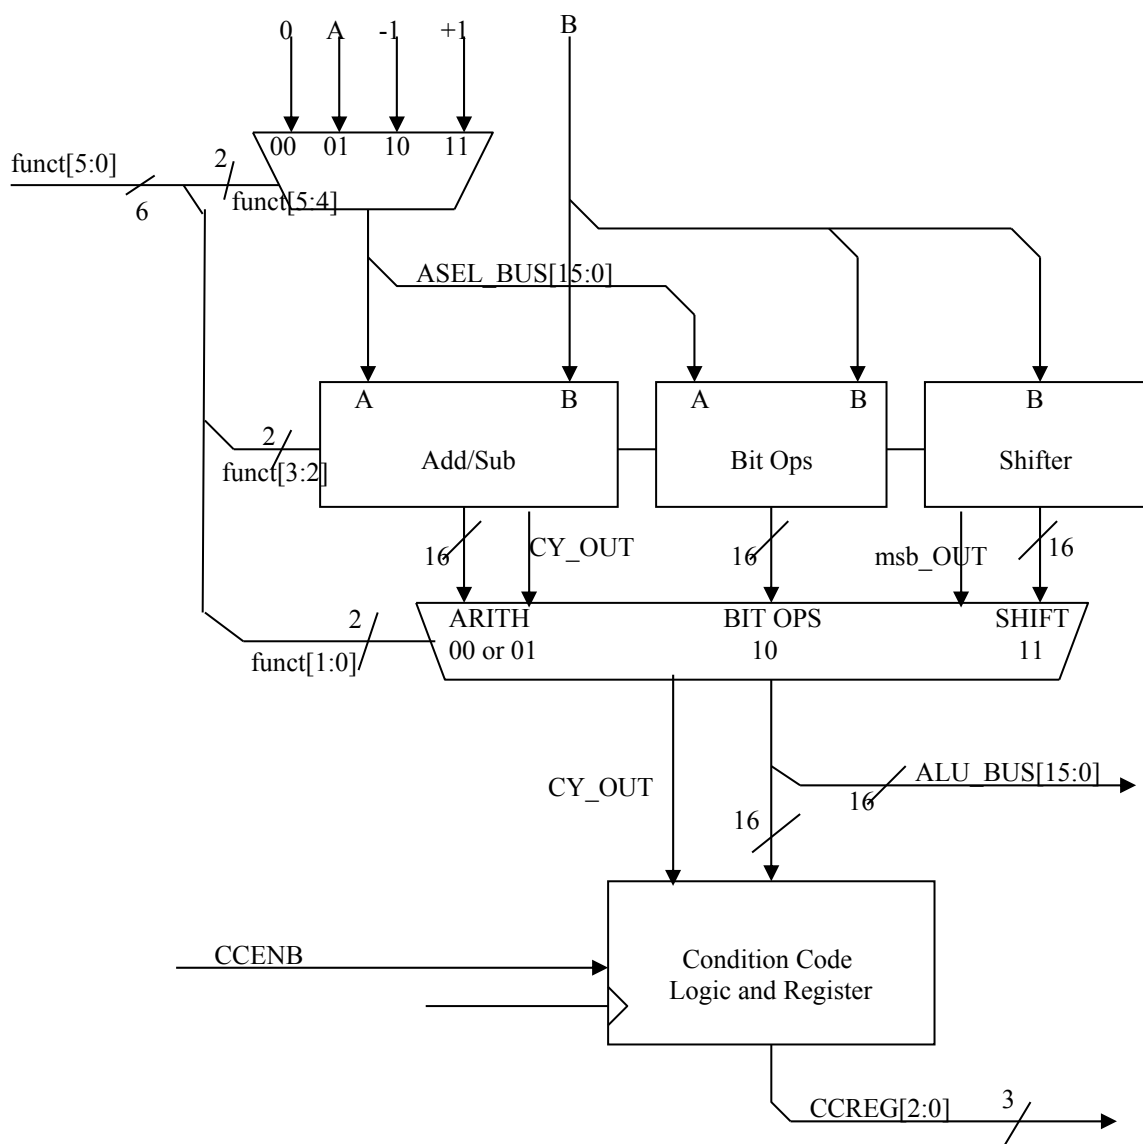 0 A -1 +1 B
00 01 10 11
funct[5:0] 2
6 funct[5:4]
ASEL_BUS[15:0]
A B A B B
2 Add/Sub Bit Ops Shifter
funct[3:2]
16 CY_OUT 16 msb_OUT 16
ARITH BIT OPS SHIFT
2 00 or 01 10 11
funct[1:0]
CY_OUT ALU_BUS[15:0]
16
16
CCENB Condition Code
Logic and Register
CCREG[2:0] 3